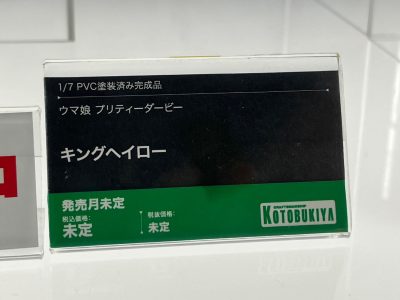 1/7 PVC塗装済み完成品
ウマ娘 プリティーダービー
キングヘイロー
発売月未定
税込価格:
未定
税抜価格:
未定
KOTOBUKIYA